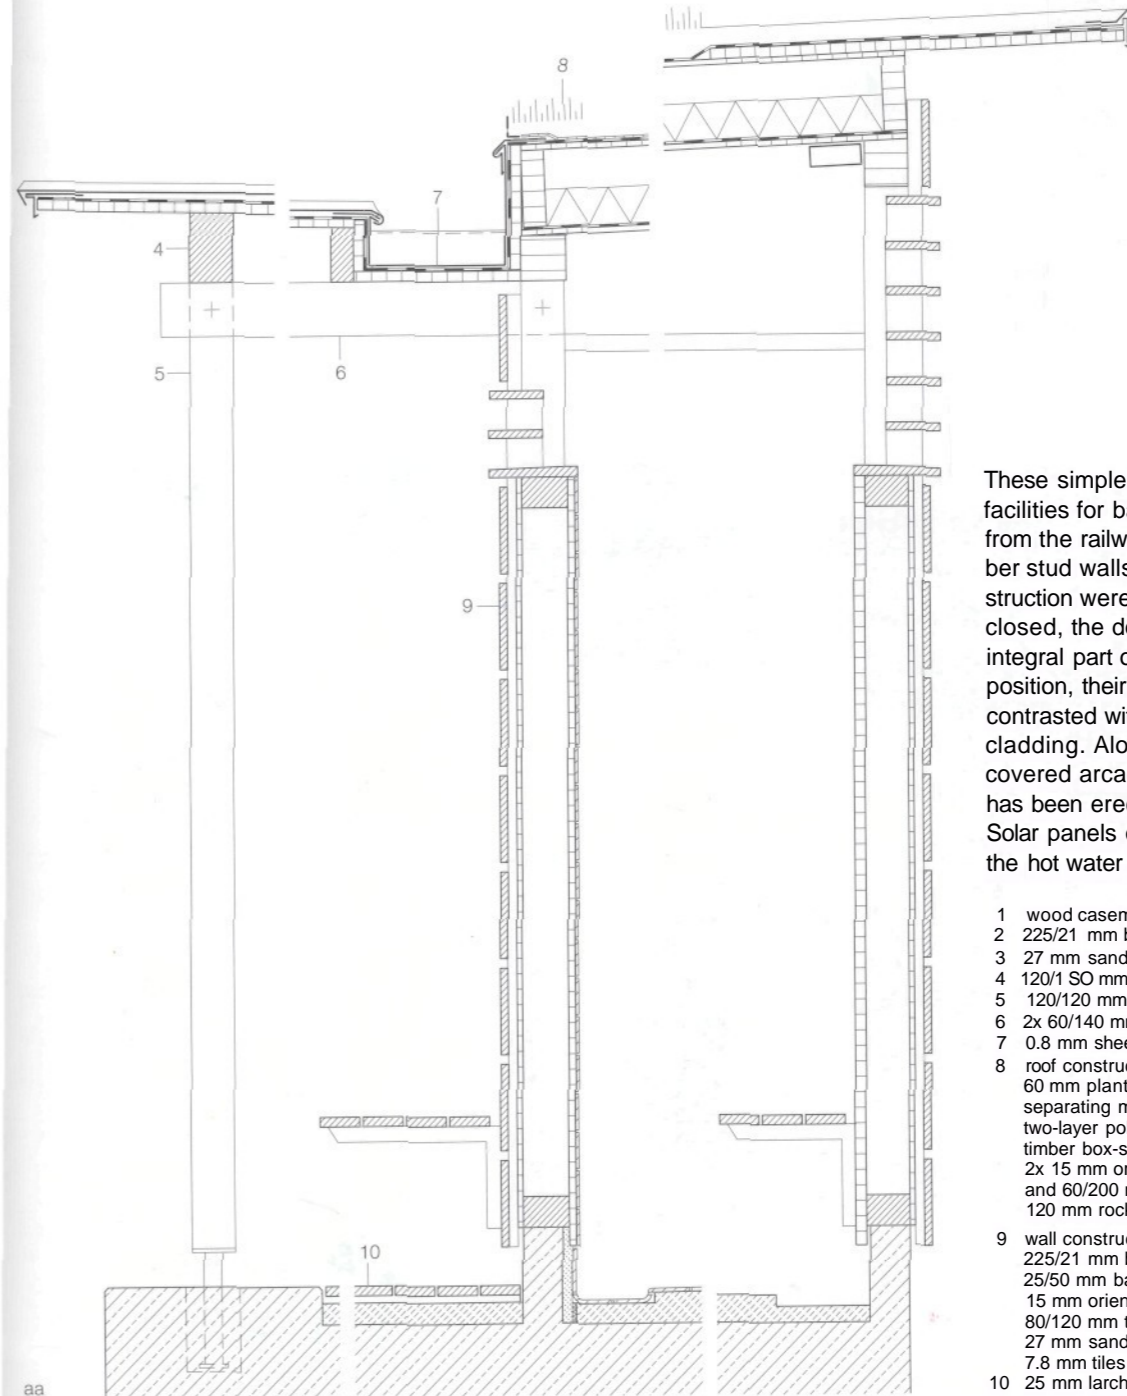 8
7
4
5
6
9
10
aa
These simple
facilities for b
from the railw
ber stud walls
struction were
closed, the d
integral part
position, their
contrasted wi
cladding. Alo
covered arca
has been ere
Solar panels
the hot water
1 wood casem
2 225/21 mm b
3 27 mm sand
4 120/1 SO mm
5 120/120 mm
6 2x 60/140 m
7 0.8 mm shee
8 roof constru
60 mm plant
separating m
two-layer po
timber box-s
2x 15 mm or
and 60/200
120 mm rock
9 wall constru
225/21 mm
25/50 mm ba
15 mm orien
80/120 mm t
27 mm sand
7.8 mm tiles
10 25 mm larch